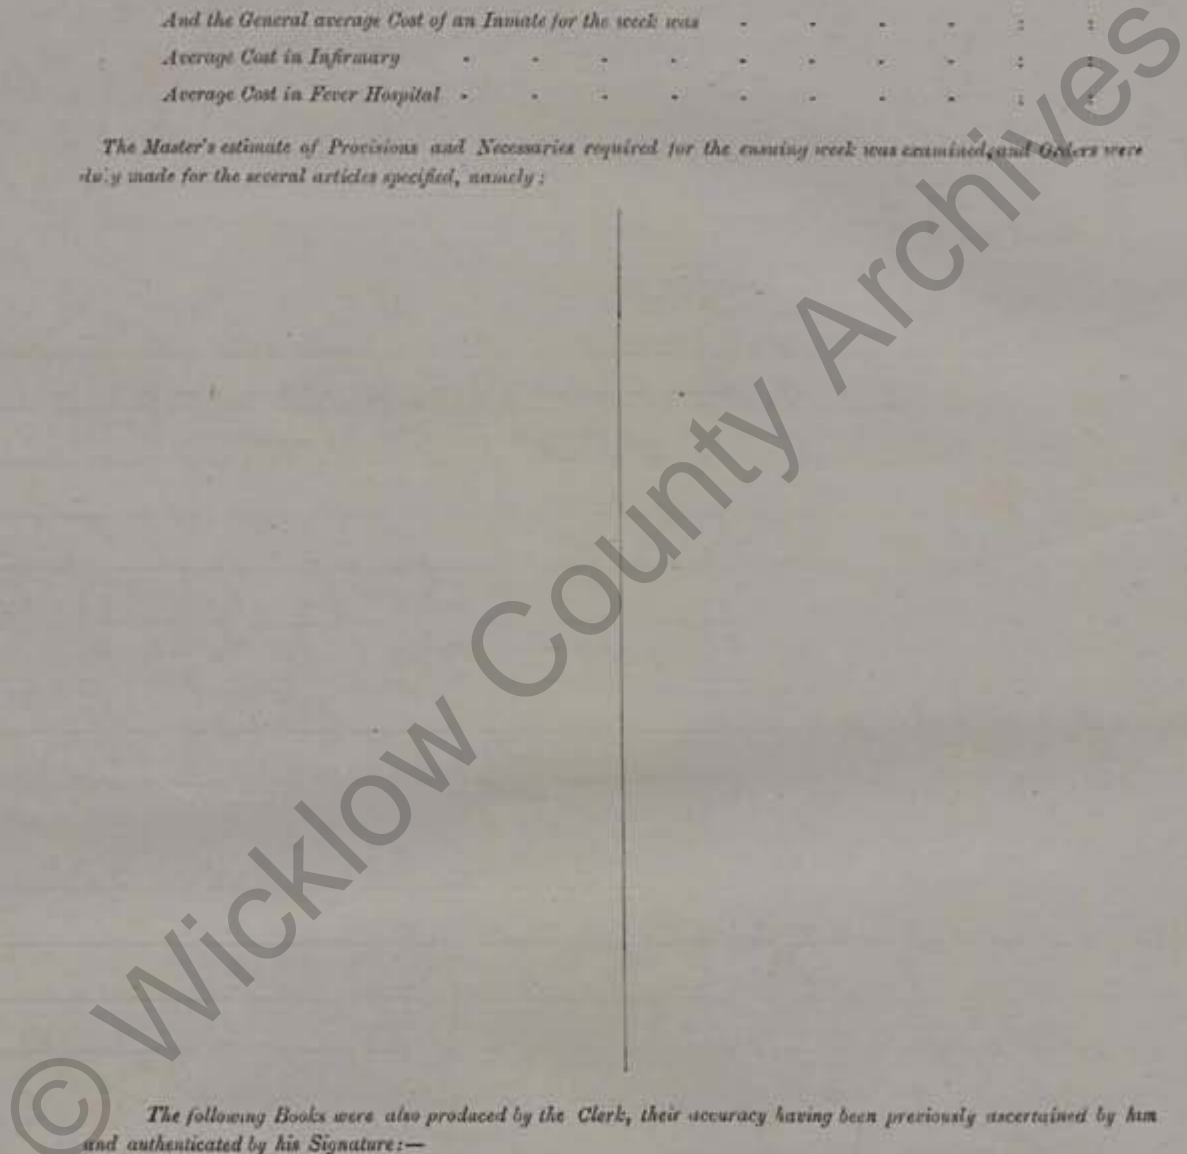 And the General average Cost of an Inmate for the week was - - - - : :
Average Cost in Infirmary - - - - - - - - : :
Average Cost in Fever Hospital - - - - - - - - : :
The Master's estimate of Provisions and Necessaries required for the ensuing week was examined, and Orders were
duly made for the several articles specified, namely:
The following Books were also produced by the Clerk, their accuracy having been previously ascertained by him
and authenticated by his Signature:—
© Wicklow County Archives